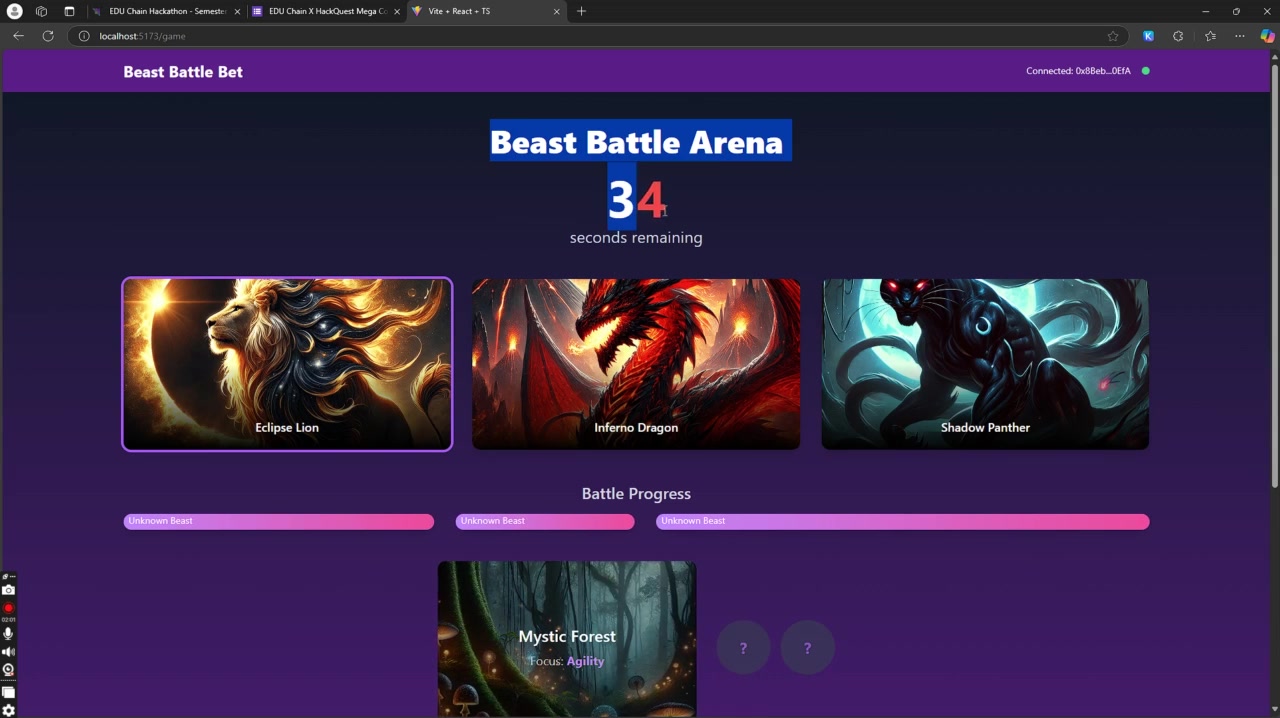 EDU Chain Hackathon - Semester
EDU Chain X HackQuest Mega Co
Vite + React + TS
localhost:5173/game
Beast Battle Bet
Connected: 0x8Beb...0EfA
Beast Battle Arena
34
seconds remaining
Eclipse Lion
Inferno Dragon
Shadow Panther
Battle Progress
Unknown Beast
Unknown Beast
Unknown Beast
Mystic Forest
Focus: Agility
?
?
02:01